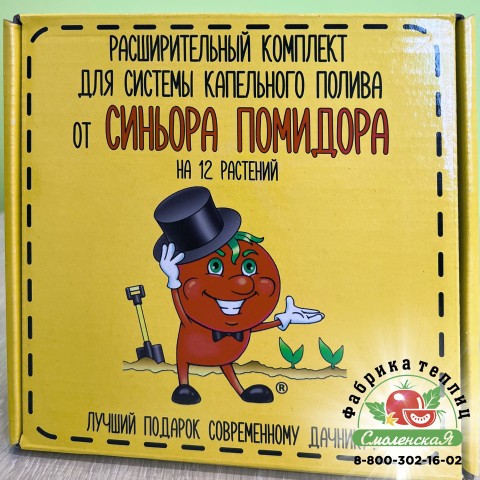 РАСШИРИТЕЛЬНЫЙ КОМПЛЕКТ
ДЛЯ СИСТЕМЫ КАПЕЛЬНОГО ПОЛИВА
ОТ СИНЬОРА ПОМИДОРА
НА 12 РАСТЕНИЙ
®
ЛУЧШИЙ ПОДАРОК СОВРЕМЕННОМУ
Фабрика теплиц
СмоленскаЯ
8-800-302-16-02